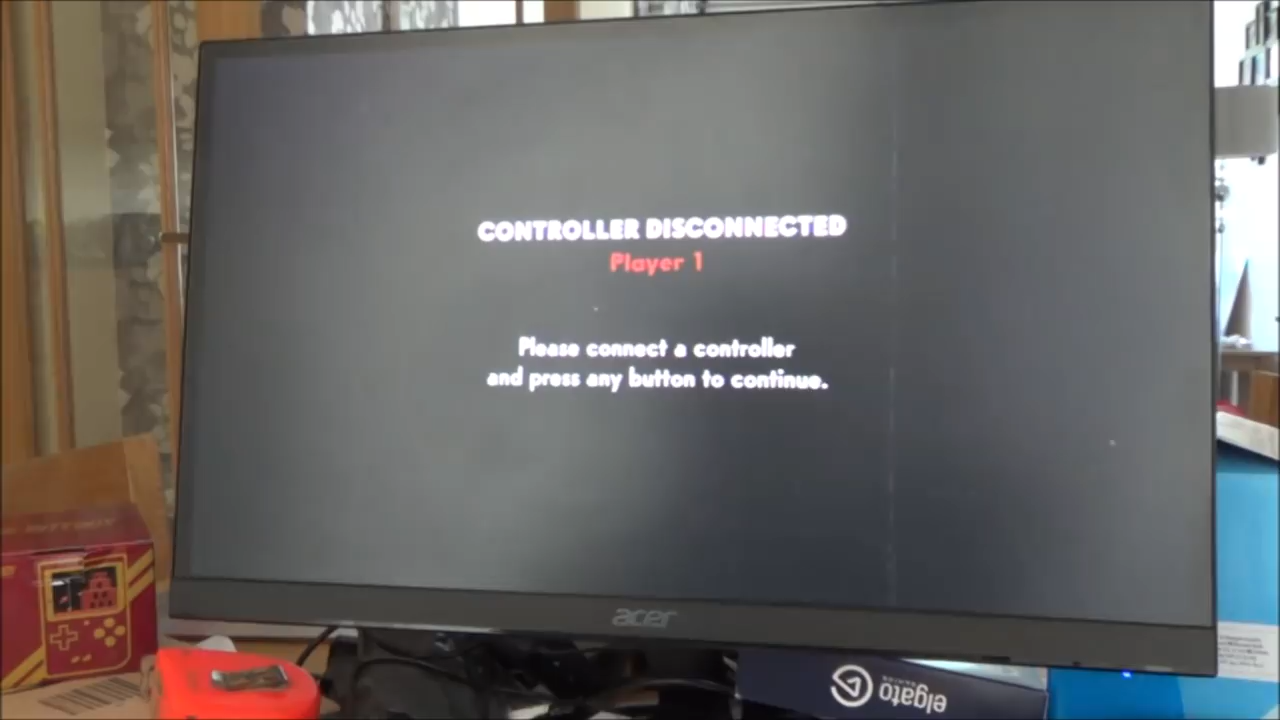 CONTROLLER DISCONNECTED
Player 1
Please connect a controller
and press any button to continue.
acer
elgato